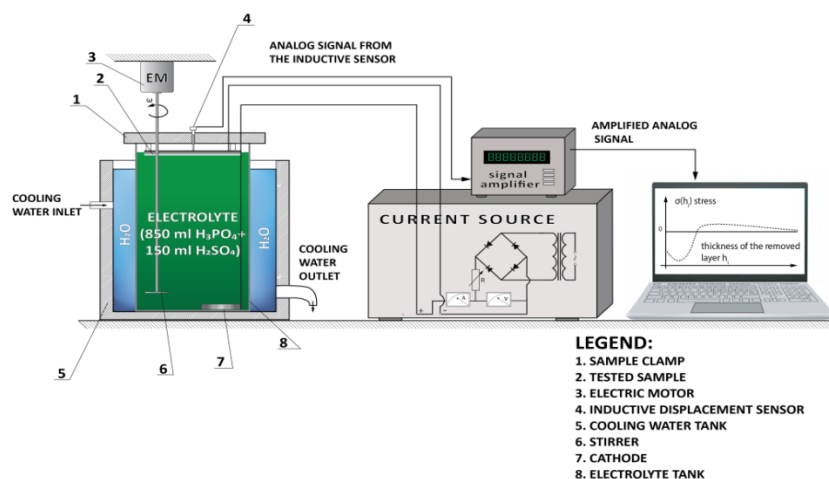 4
3
EM
2
ω
1
ANALOG SIGNAL FROM
THE INDUCTIVE SENSOR
88888888
signal
amplifier
AMPLIFIED ANALOG
SIGNAL
COOLING
WATER INLET
H₂O
ELECTROLYTE
(850 ml H₃PO₄+
150 ml H₂SO₄)
H₂O
COOLING
WATER
OUTLET
CURRENT SOURCE
R
A
V
+
-
~
σ(hᵢ) stress
0
thickness of the removed
layer hᵢ
5
6
7
8
LEGEND:
1. SAMPLE CLAMP
2. TESTED SAMPLE
3. ELECTRIC MOTOR
4. INDUCTIVE DISPLACEMENT SENSOR
5. COOLING WATER TANK
6. STIRRER
7. CATHODE
8. ELECTROLYTE TANK